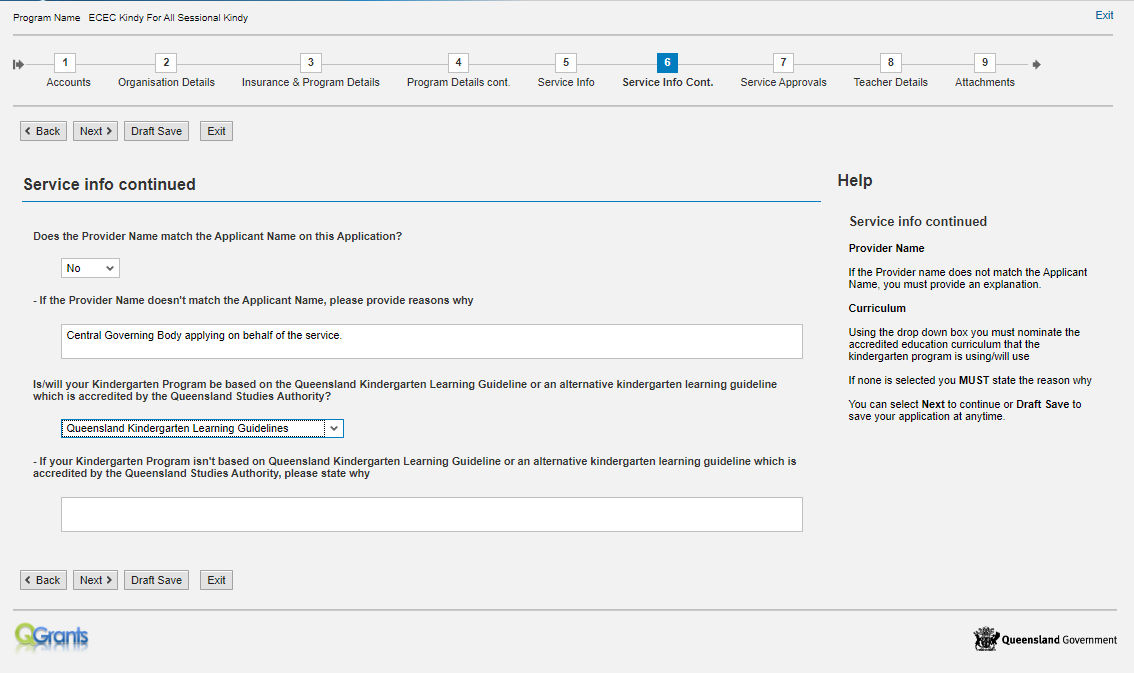 Program Name ECEC Kindy For All Sessional Kindy
Exit
1 2 3 4 5 6 7 8 9
Accounts Organisation Details Insurance & Program Details Program Details cont. Service Info Service Info Cont. Service Approvals Teacher Details Attachments
Back Next Draft Save Exit
Service info continued
Does the Provider Name match the Applicant Name on this Application?
No
- If the Provider Name doesn't match the Applicant Name, please provide reasons why
Central Governing Body applying on behalf of the service.
Is/will your Kindergarten Program be based on the Queensland Kindergarten Learning Guideline or an alternative kindergarten learning guideline
which is accredited by the Queensland Studies Authority?
Queensland Kindergarten Learning Guidelines
- If your Kindergarten Program isn't based on Queensland Kindergarten Learning Guideline or an alternative kindergarten learning guideline which is
accredited by the Queensland Studies Authority, please state why
Help
Service info continued
Provider Name
If the Provider name does not match the Applicant
Name, you must provide an explanation.
Curriculum
Using the drop down box you must nominate the
accredited education curriculum that the
kindergarten program is using/will use
If none is selected you MUST state the reason why
You can select Next to continue or Draft Save to
save your application at anytime.
Back Next Draft Save Exit
QGrants
Queensland Government